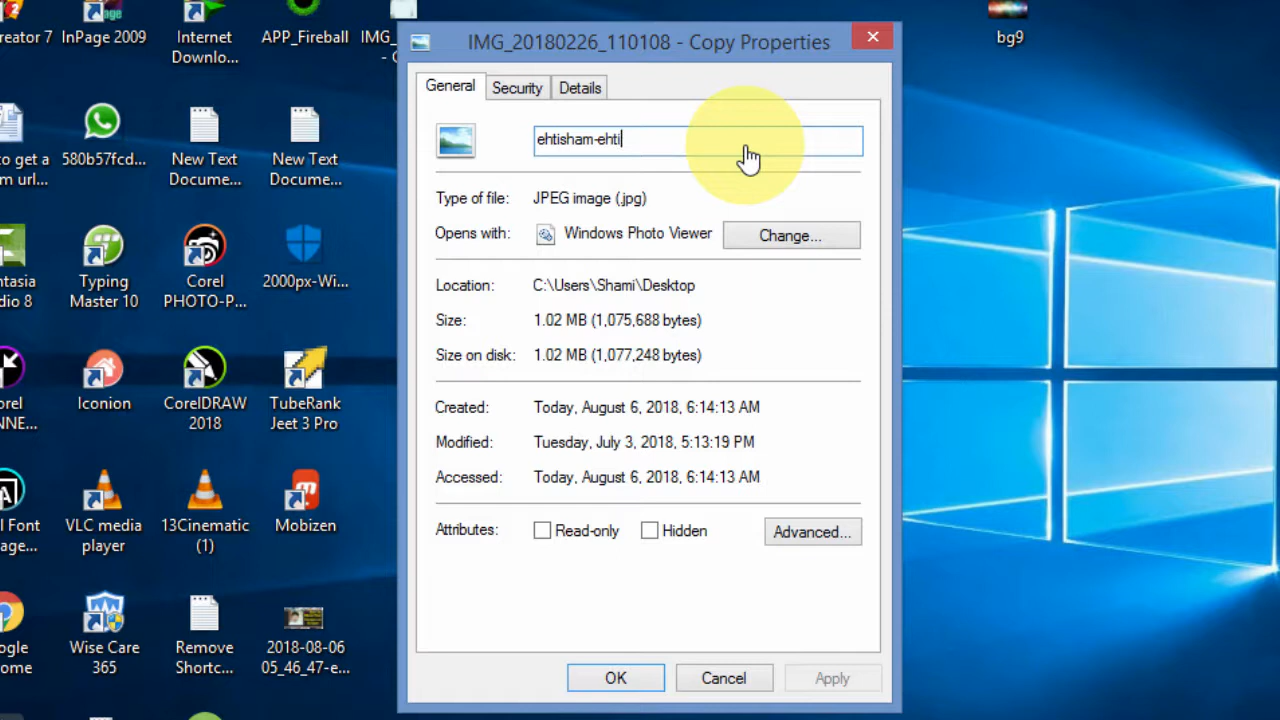 reator 7
InPage 2009
Internet
Downlo...
APP_Fireball
IMG_
- C
bg9
to get a
m url...
580b57fcd...
New Text
Docume...
New Text
Docume...
ntasia
dio 8
Typing
Master 10
Corel
PHOTO-P...
2000px-Wi...
orel
NNE...
Iconion
CorelDRAW
2018
TubeRank
Jeet 3 Pro
l Font
age...
VLC media
player
13Cinematic
(1)
Mobizen
ogle
ome
Wise Care
365
Remove
Shortc...
2018-08-06
05_46_47-e...
IMG_20180226_110108 - Copy Properties
General
Security
Details
ehtisham-ehti
Type of file:
JPEG image (.jpg)
Opens with:
Windows Photo Viewer
Change...
Location:
C:\Users\Shami\Desktop
Size:
1.02 MB (1,075,688 bytes)
Size on disk:
1.02 MB (1,077,248 bytes)
Created:
Today, August 6, 2018, 6:14:13 AM
Modified:
Tuesday, July 3, 2018, 5:13:19 PM
Accessed:
Today, August 6, 2018, 6:14:13 AM
Attributes:
Read-only
Hidden
Advanced...
OK
Cancel
Apply